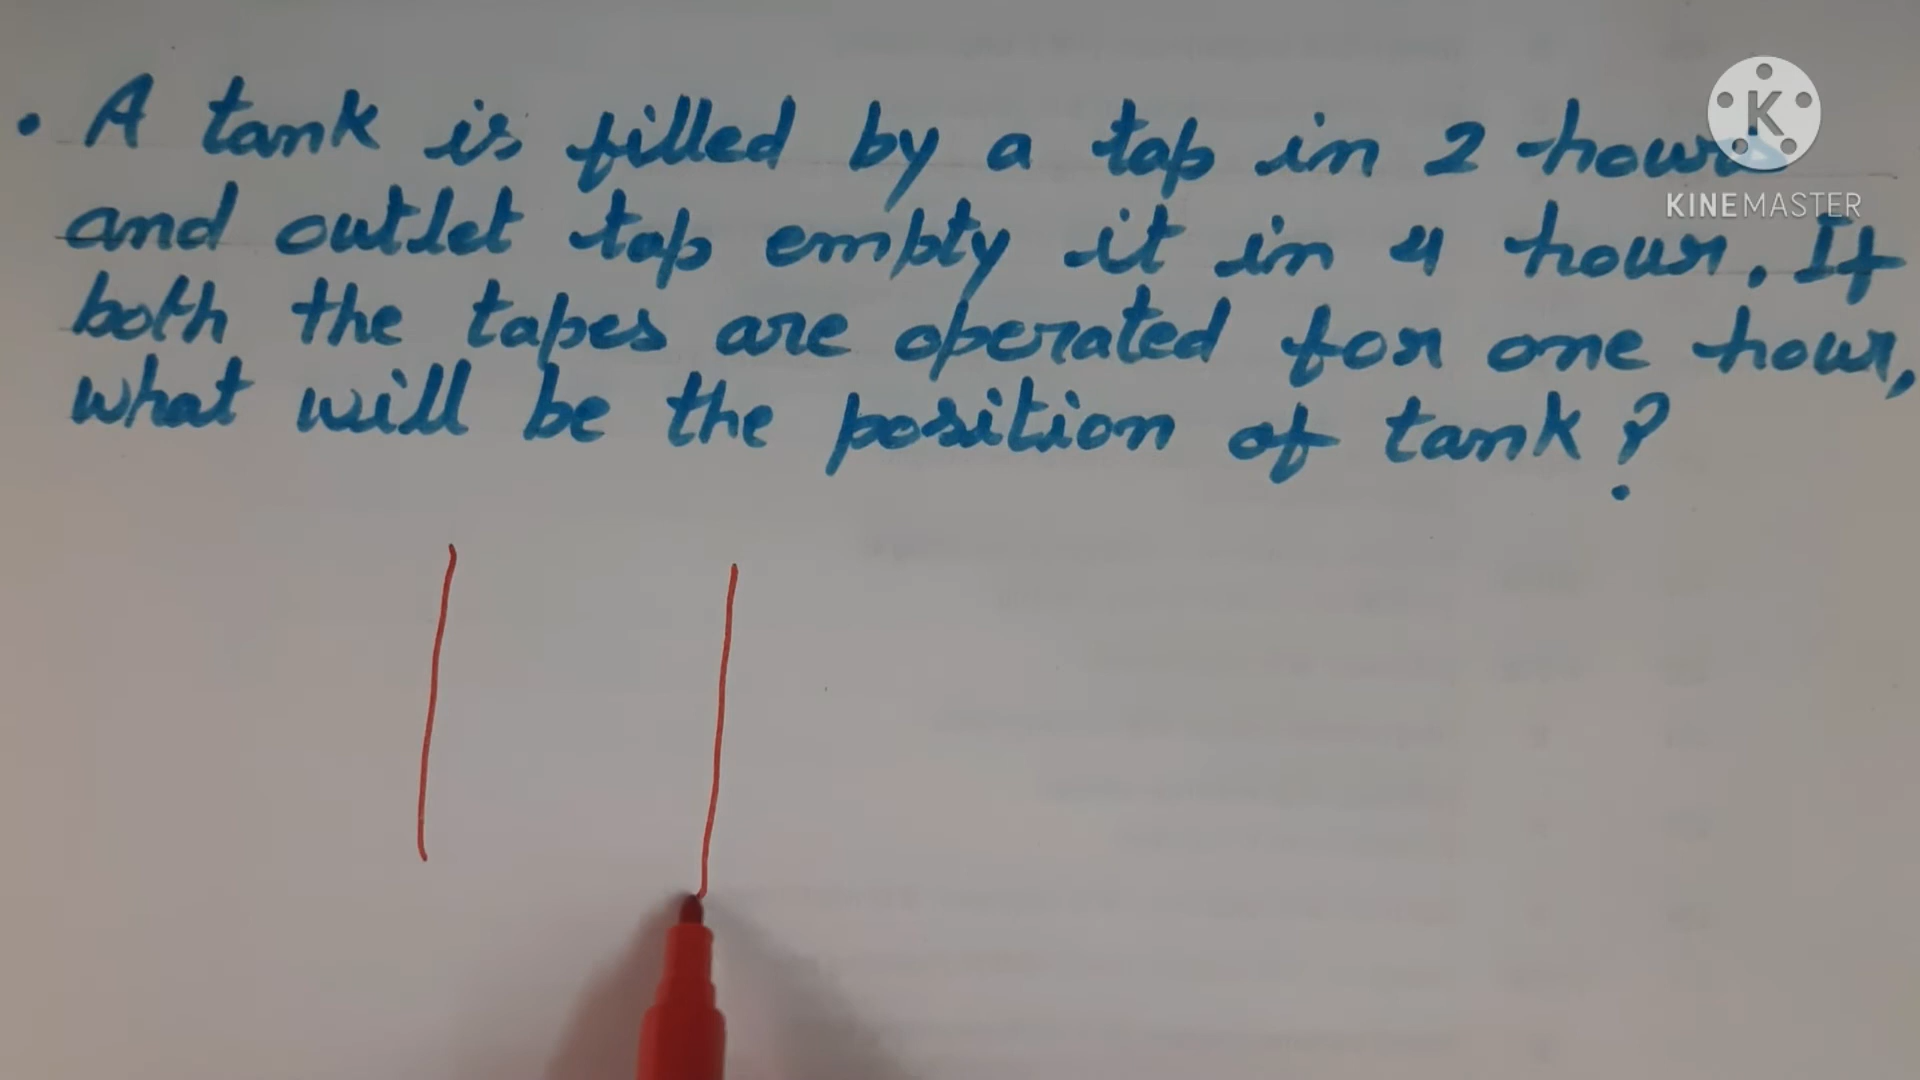 . A tank is filled by a tap in 2 hours
and outlet tap empty it in 4 hour. If
both the tapes are operated for one hour,
what will be the position of tank ?
K
KINEMASTER